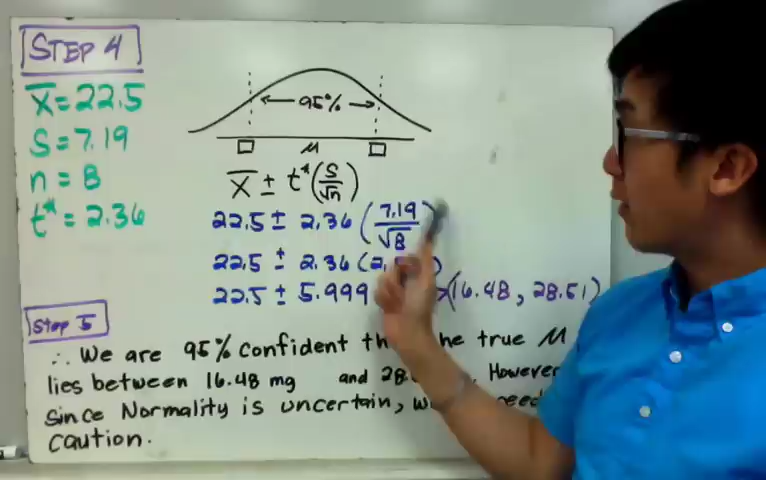 STEP 4
x̄ = 22.5
S = 7.19
n = 8
t* = 2.36
95%
μ
x̄ ± t* (S/√n)
22.5 ± 2.36 (7.19/√8)
22.5 ± 2.36 (2.
22.5 ± 5.999 (16.48, 28.51)
Step 5
∴ We are 95% confident the true μ
lies between 16.48 mg and 28. However
since Normality is uncertain, need
caution.